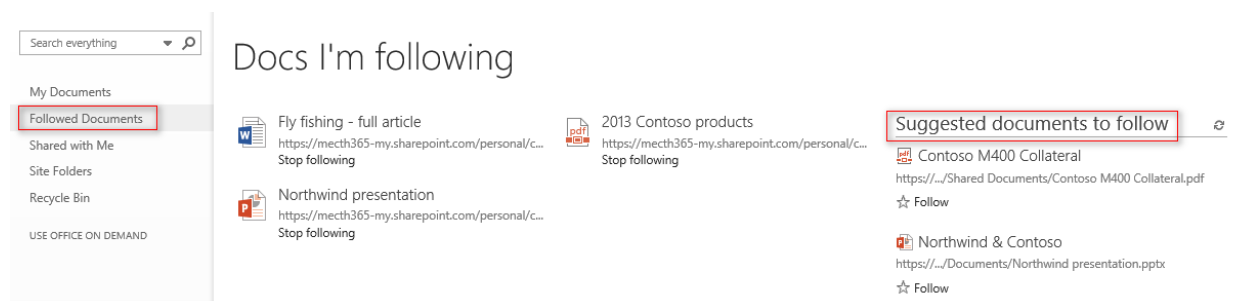 Search everything
My Documents
Followed Documents
Shared with Me
Site Folders
Recycle Bin
USE OFFICE ON DEMAND
Docs I'm following
Fly fishing - full article
https://mecth365-my.sharepoint.com/personal/c...
Stop following
Northwind presentation
https://mecth365-my.sharepoint.com/personal/c...
Stop following
2013 Contoso products
https://mecth365-my.sharepoint.com/personal/c...
Stop following
Suggested documents to follow
Contoso M400 Collateral
https://.../Shared Documents/Contoso M400 Collateral.pdf
Follow
Northwind & Contoso
https://.../Documents/Northwind presentation.pptx
Follow